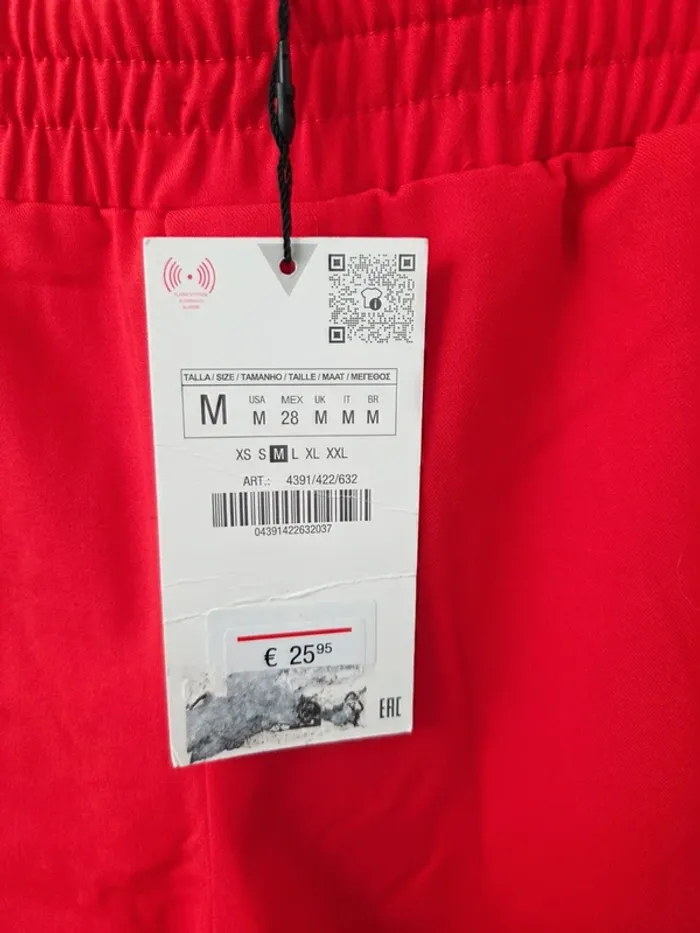 TALLA / SIZE / TAMANHO / TAILLE / MAAT / ΜΕΓΕΘΟΣ
M USA MEX UK IT BR
M 28 M M M
XS S M L XL XXL
ART.: 4391/422/632
04391422632037
€ 25 95
EAC